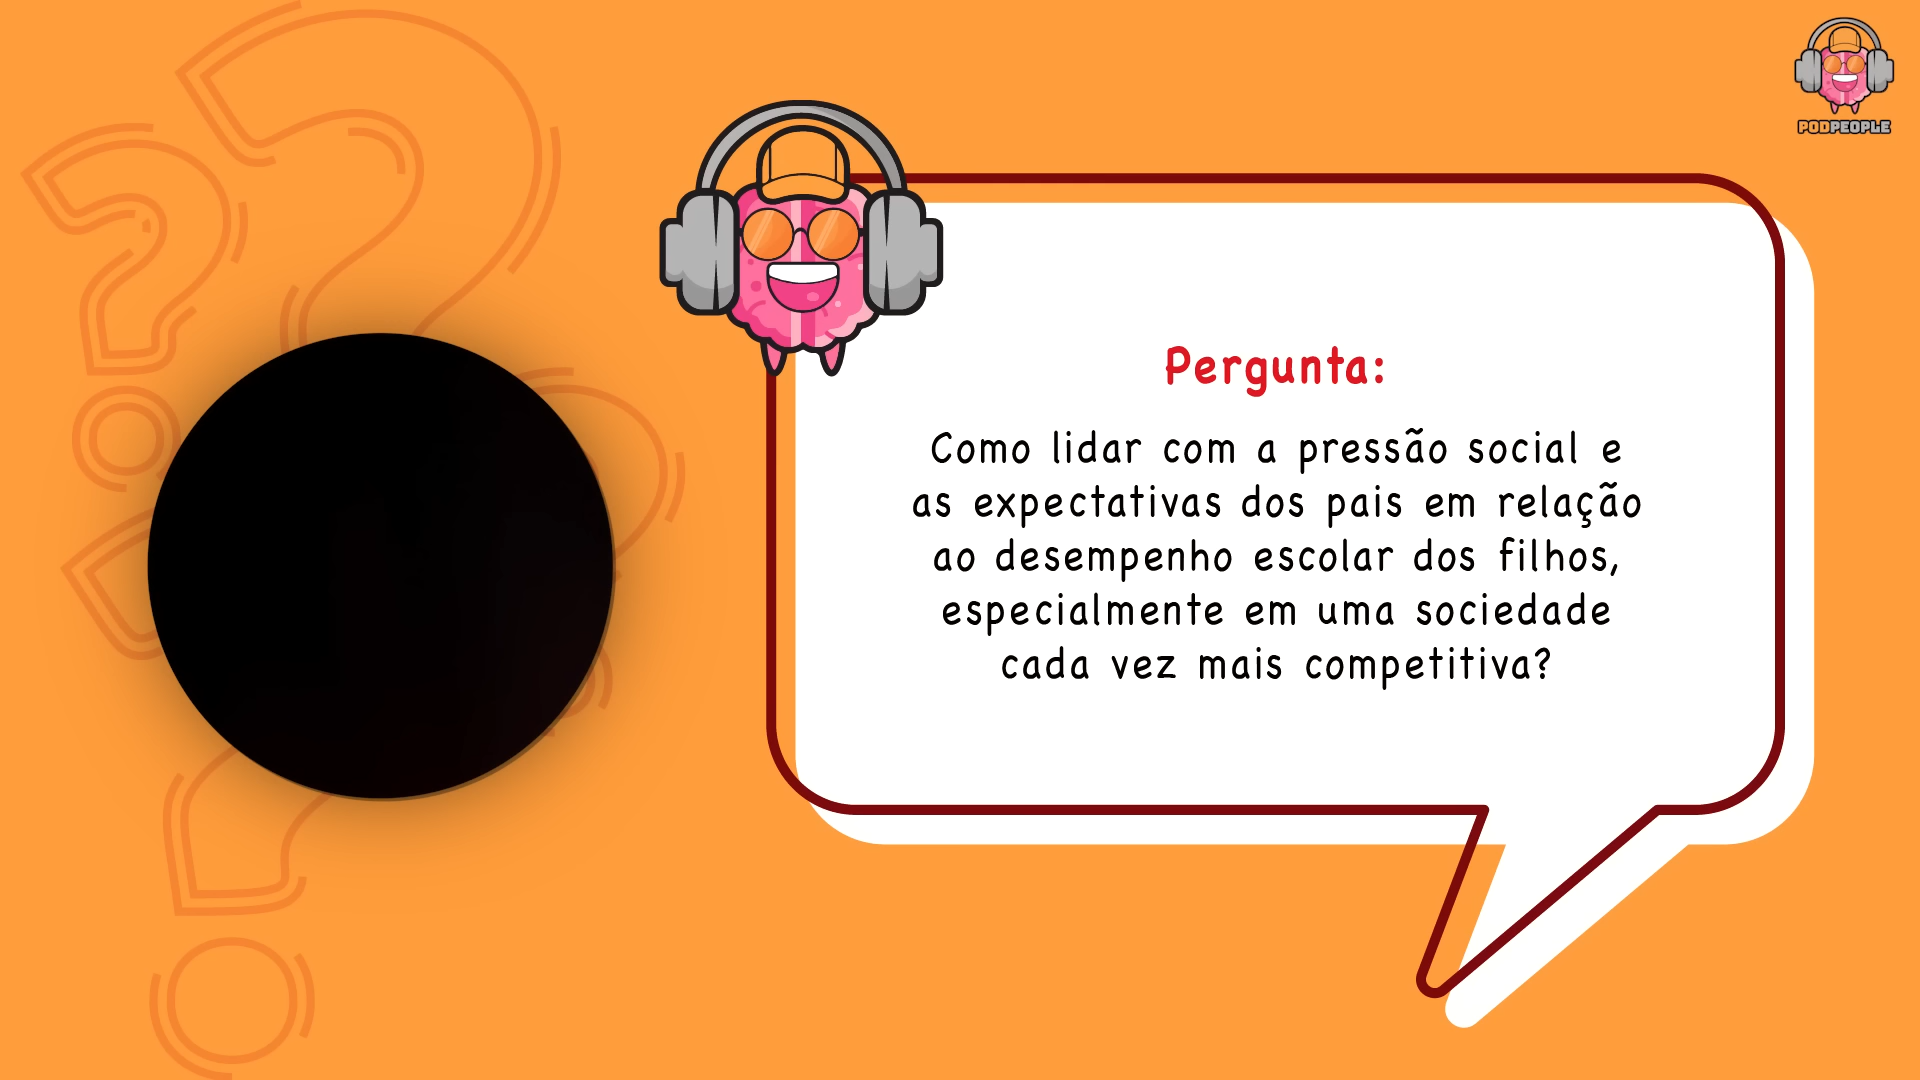 PODPEOPLE
Pergunta:
Como lidar com a pressão social e
as expectativas dos pais em relação
ao desempenho escolar dos filhos,
especialmente em uma sociedade
cada vez mais competitiva?